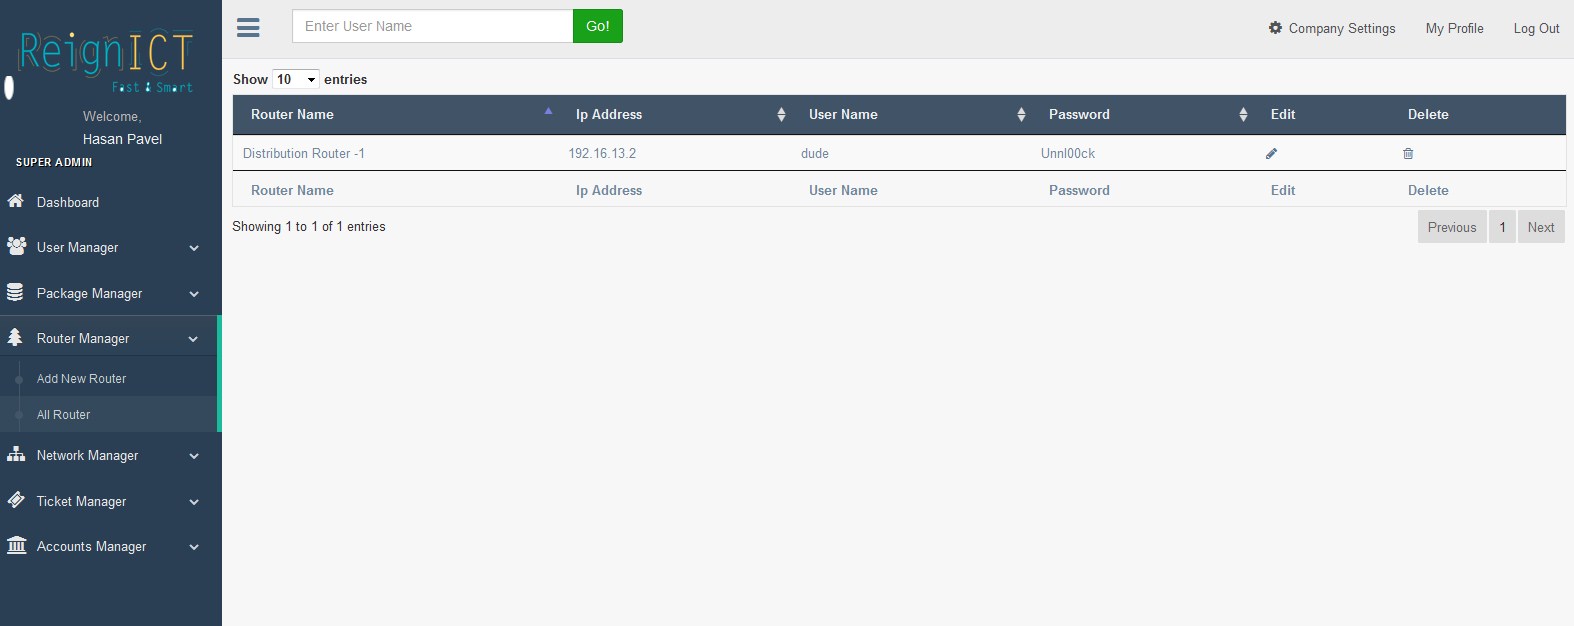 ReignICT
Fast & Smart
Welcome,
Hasan Pavel
SUPER ADMIN
Dashboard
User Manager
Package Manager
Router Manager
Add New Router
All Router
Network Manager
Ticket Manager
Accounts Manager
Enter User Name Go!
Company Settings My Profile Log Out
Show 10 entries
Router Name Ip Address User Name Password Edit Delete
Distribution Router -1 192.16.13.2 dude Unnl00ck
Router Name Ip Address User Name Password Edit Delete
Showing 1 to 1 of 1 entries
Previous 1 Next